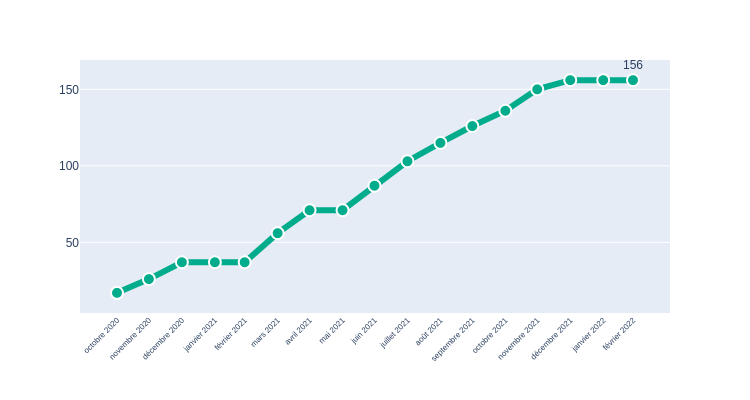 156
150
100
50
octobre 2020
novembre 2020
décembre 2020
janvier 2021
février 2021
mars 2021
avril 2021
mai 2021
juin 2021
juillet 2021
août 2021
septembre 2021
octobre 2021
novembre 2021
décembre 2021
janvier 2022
février 2022